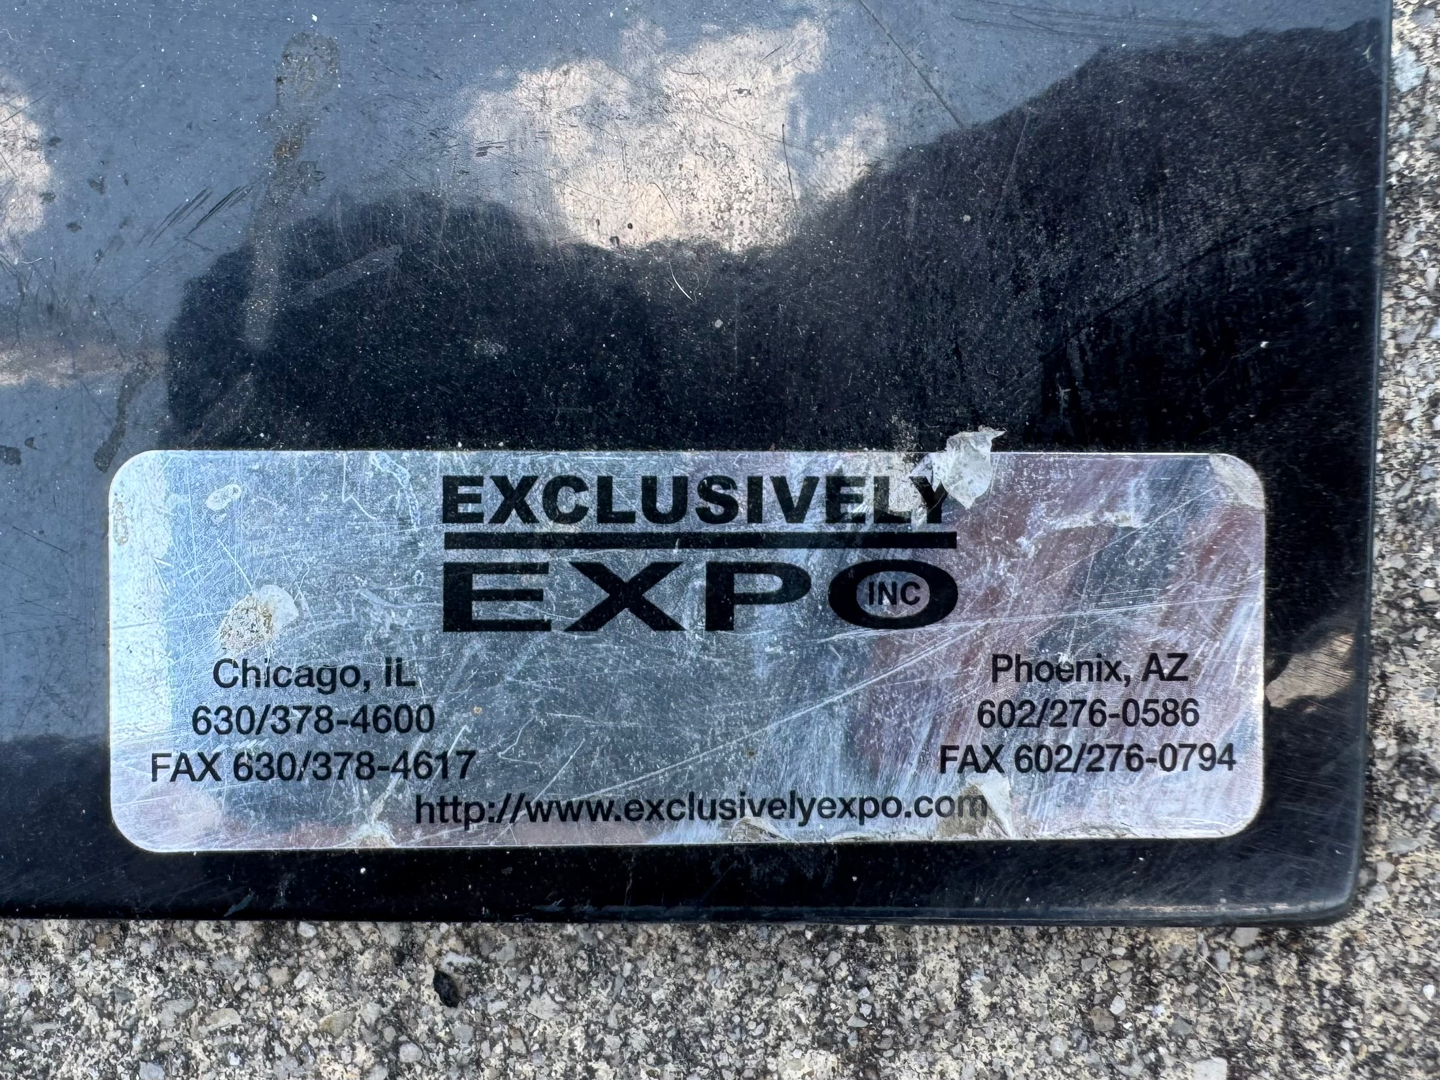 EXCLUSIVELY
EXPO INC
Chicago, IL
630/378-4600
FAX 630/378-4617
Phoenix, AZ
602/276-0586
FAX 602/276-0794
http://www.exclusivelyexpo.com